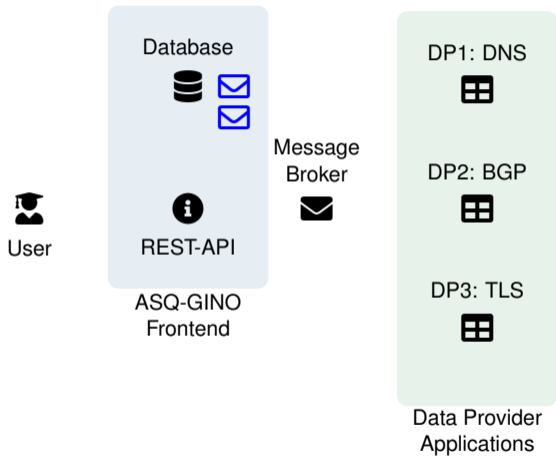 Database
DP1: DNS
Message
Broker
DP2: BGP
User
REST-API
DP3: TLS
ASQ-GINO
Frontend
Data Provider
Applications